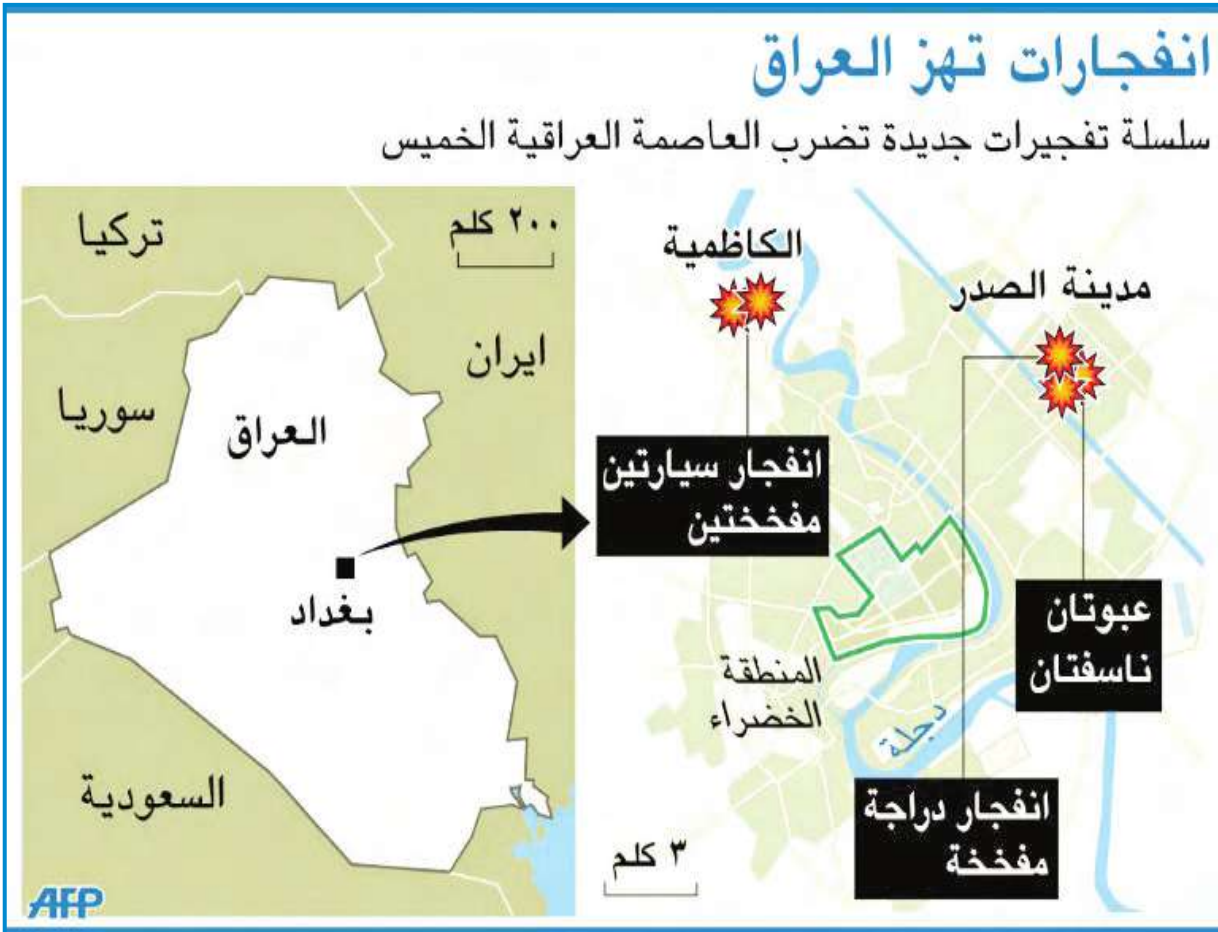 انفجارات تهز العراق
سلسلة تفجيرات جديدة تضرب العاصمة العراقية الخميس
الكاظمية
مدينة الصدر
انفجار سيارتين
مفخختين
عبوتان
ناسفتان
المنطقة
الخضراء
دجلة
انفجار دراجة
مفخخة
٣ كلم
٢٠٠ كلم
تركيا
ايران
سوريا
العراق
بغداد
السعودية
AFP